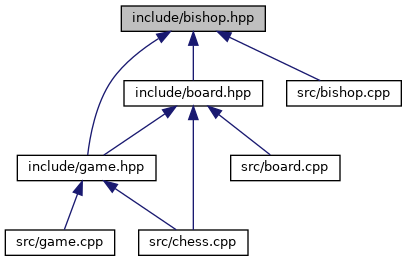 include/bishop.hpp
include/board.hpp
src/bishop.cpp
include/game.hpp
src/board.cpp
src/game.cpp
src/chess.cpp